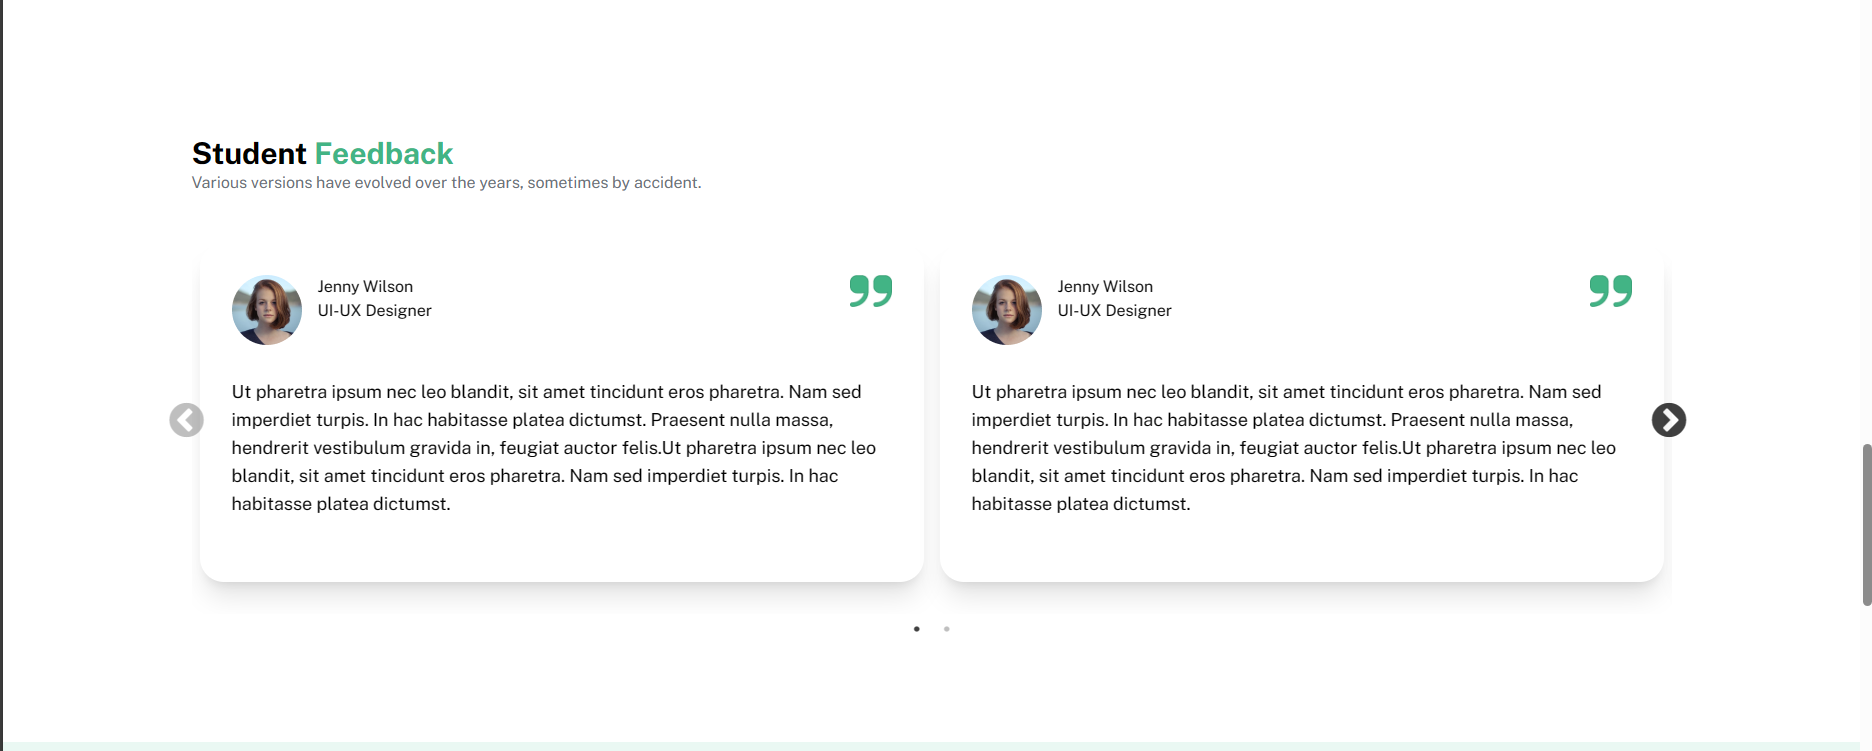 Student Feedback
Various versions have evolved over the years, sometimes by accident.
Jenny Wilson
UI-UX Designer
Ut pharetra ipsum nec leo blandit, sit amet tincidunt eros pharetra. Nam sed
imperdiet turpis. In hac habitasse platea dictumst. Praesent nulla massa,
hendrerit vestibulum gravida in, feugiat auctor felis.Ut pharetra ipsum nec leo
blandit, sit amet tincidunt eros pharetra. Nam sed imperdiet turpis. In hac
habitasse platea dictumst.
Jenny Wilson
UI-UX Designer
Ut pharetra ipsum nec leo blandit, sit amet tincidunt eros pharetra. Nam sed
imperdiet turpis. In hac habitasse platea dictumst. Praesent nulla massa,
hendrerit vestibulum gravida in, feugiat auctor felis.Ut pharetra ipsum nec leo
blandit, sit amet tincidunt eros pharetra. Nam sed imperdiet turpis. In hac
habitasse platea dictumst.